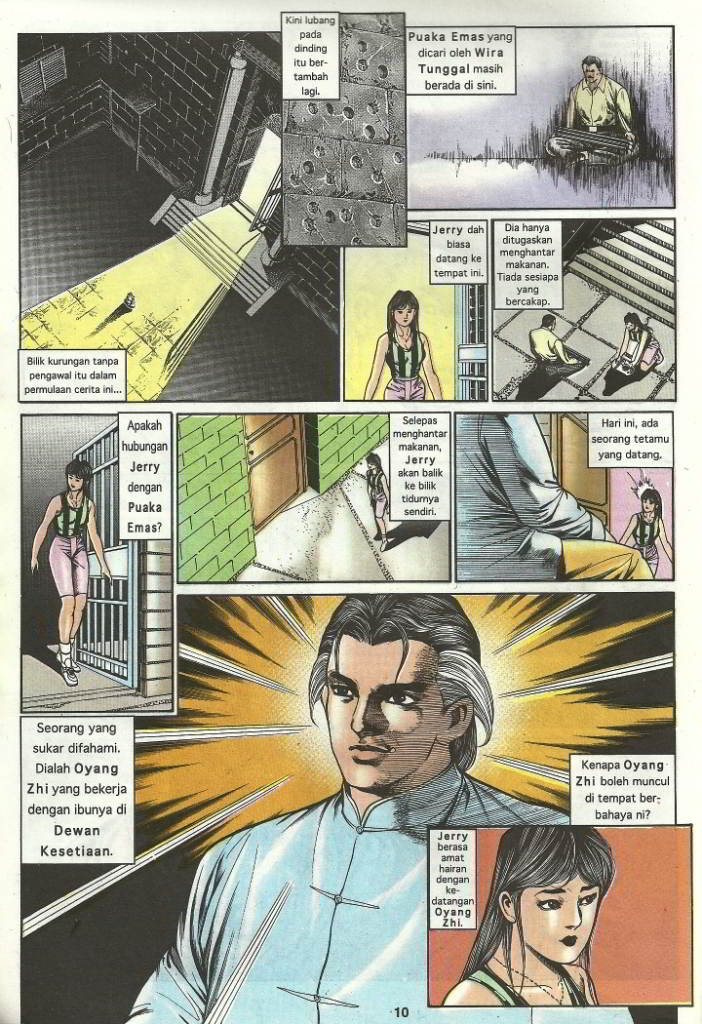 Kini lubang
pada
dinding
itu ber-
tambah
lagi.
Puaka Emas yang
dicari oleh Wira
Tunggal masih
berada di sini.
Bilik kurungan tanpa
pengawal itu dalam
permulaan cerita ini...
Jerry dah
biasa
datang ke
tempat ini.
Dia hanya
ditugaskan
menghantar
makanan.
Tiada sesiapa
yang
bercakap.
Apakah
hubungan
Jerry
dengan
Puaka
Emas?
Selepas
menghantar
makanan,
Jerry
akan balik
ke bilik
tidurnya
sendiri.
Hari ini, ada
seorang tetamu
yang datang.
Seorang yang
sukar difahami.
Dialah Oyang
Zhi yang bekerja
dengan ibunya di
Dewan
Kesetiaan.
Kenapa Oyang
Zhi boleh muncul
di tempat ber-
bahaya ni?
Jerry
berasa
amat
hairan
dengan
ke-
datangan
Oyang
Zhi.
10